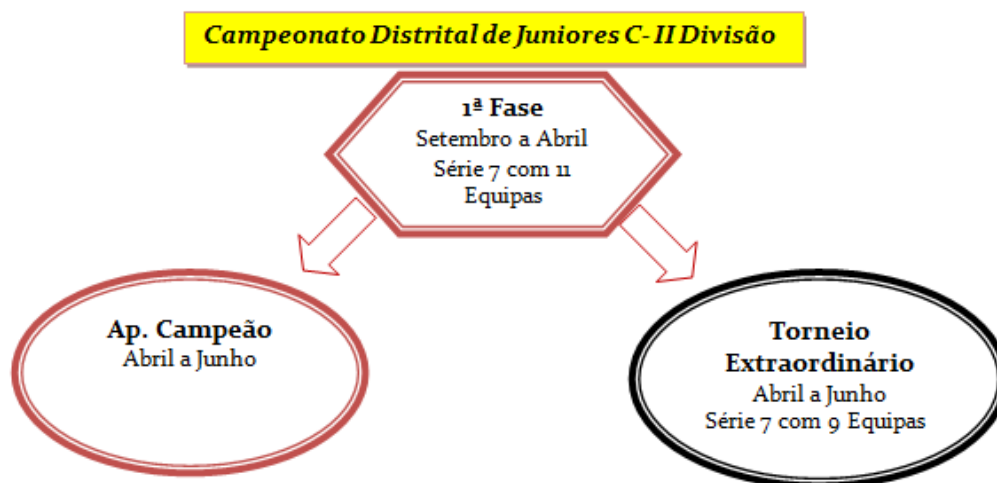 Campeonato Distrital de Juniores C- II Divisão
1ª Fase
Setembro a Abril
Série 7 com 11
Equipas
Ap. Campeão
Abril a Junho
Torneio
Extraordinário
Abril a Junho
Série 7 com 9 Equipas